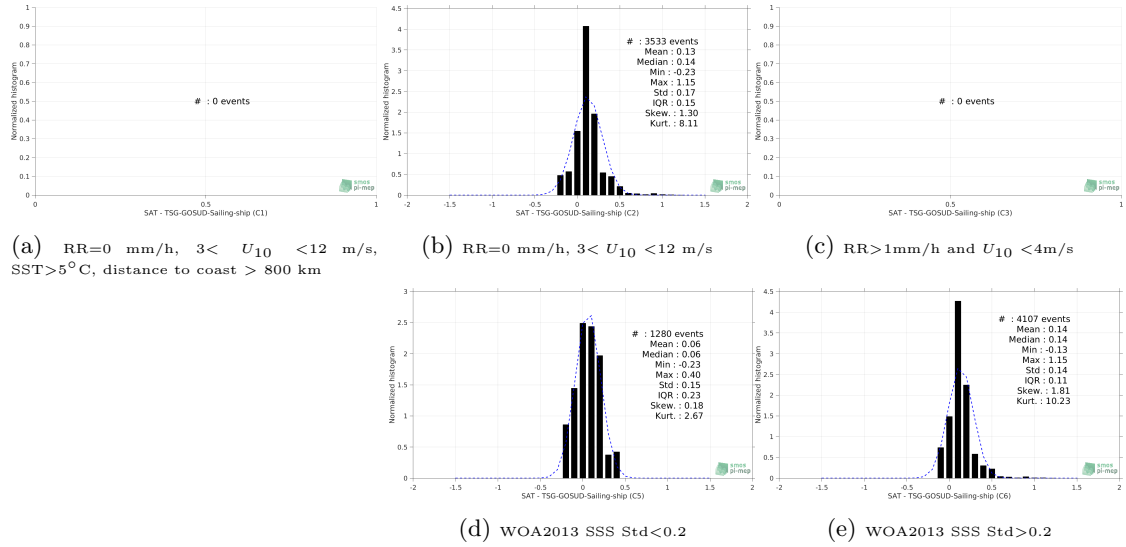 1
0.9
0.8
0.7
0.6
0.5
0.4
0.3
0.2
0.1
0
Normalized histogram
# : 0 events
smos
pi-mep
0 0.5 1
SAT - TSG-GOSUD-Sailing-ship (C1)
(a) RR=0 mm/h, 3< U10 <12 m/s,
SST>5°C, distance to coast > 800 km
4.5
4
3.5
3
2.5
2
1.5
1
0.5
0
Normalized histogram
# : 3533 events
Mean : 0.13
Median : 0.14
Min : -0.23
Max : 1.15
Std : 0.17
IQR : 0.15
Skew. : 1.30
Kurt. : 8.11
smos
pi-mep
-2 -1.5 -1 -0.5 0 0.5 1 1.5 2
SAT - TSG-GOSUD-Sailing-ship (C2)
(b) RR=0 mm/h, 3< U10 <12 m/s
1
0.9
0.8
0.7
0.6
0.5
0.4
0.3
0.2
0.1
0
Normalized histogram
# : 0 events
smos
pi-mep
0 0.5 1
SAT - TSG-GOSUD-Sailing-ship (C3)
(c) RR>1mm/h and U10 <4m/s
3
2.5
2
1.5
1
0.5
0
Normalized histogram
# : 1280 events
Mean : 0.06
Median : 0.06
Min : -0.23
Max : 0.40
Std : 0.15
IQR : 0.23
Skew. : 0.18
Kurt. : 2.67
smos
pi-mep
-2 -1.5 -1 -0.5 0 0.5 1 1.5 2
SAT - TSG-GOSUD-Sailing-ship (C5)
(d) WOA2013 SSS Std<0.2
4.5
4
3.5
3
2.5
2
1.5
1
0.5
0
Normalized histogram
# : 4107 events
Mean : 0.14
Median : 0.14
Min : -0.13
Max : 1.15
Std : 0.14
IQR : 0.11
Skew. : 1.81
Kurt. : 10.23
smos
pi-mep
-2 -1.5 -1 -0.5 0 0.5 1 1.5 2
SAT - TSG-GOSUD-Sailing-ship (C6)
(e) WOA2013 SSS Std>0.2